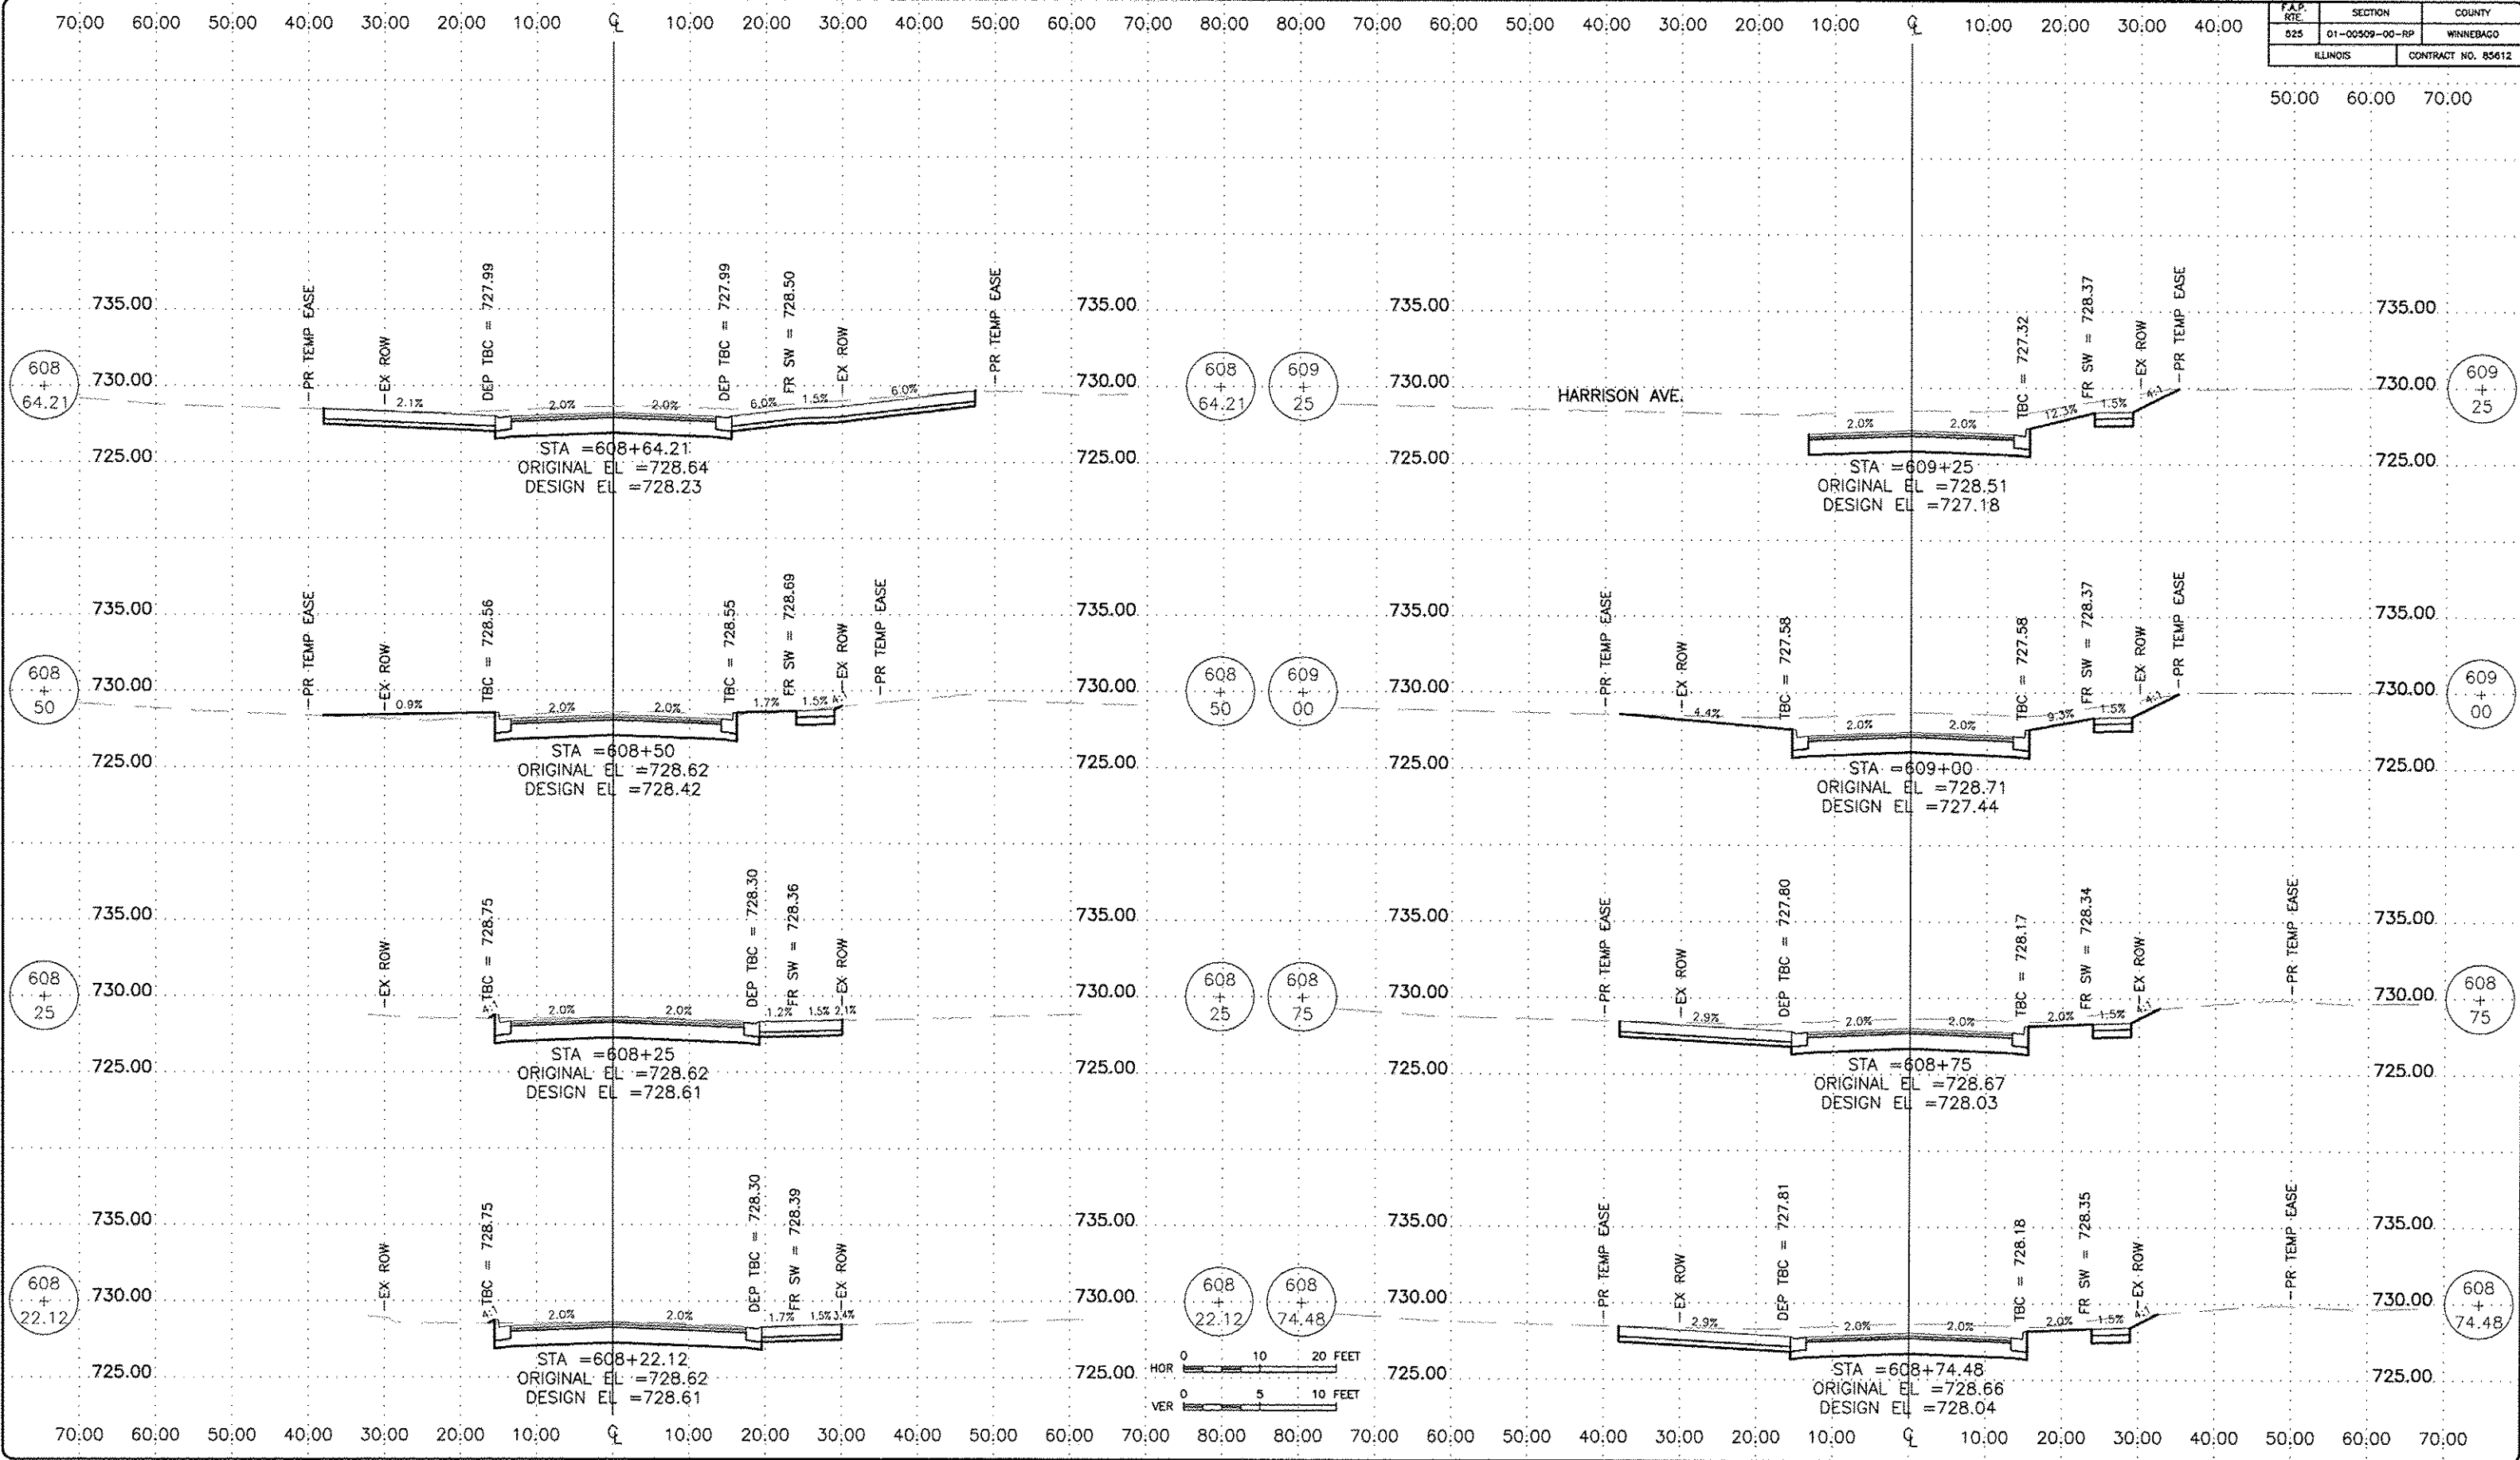 70:00 60:00 50:00 40:00 30:00 20:00 10:00 ℄ 10:00 20:00 30:00 40:00 50:00 60:00 70:00 80:00 80:00 70:00 60:00 50:00 40:00 30:00 20:00 10:00 ℄ 10:00 20:00 30:00 40:00
F.A.P. RTE. SECTION COUNTY
525 01-00509-00-RP WINNEBAGO
ILLINOIS CONTRACT NO. 85612
50:00 60:00 70:00
608 + 64.21
735.00
730.00
725.00
PR TEMP EASE
EX ROW
DEP TBC = 727.99
DEP TBC = 727.99
FR SW = 728.50
EX ROW
PR TEMP EASE
2.1% 2.0% 2.0% 6.0% 1.5% 6.0%
STA =608+64.21
ORIGINAL EL =728.64
DESIGN EL =728.23
735.00
730.00
725.00
608 + 64.21
609 + 25
735.00
730.00
725.00
HARRISON AVE.
TBC = 727.32
FR SW = 728.37
EX ROW
PR TEMP EASE
2.0% 2.0% 12.3% 1.5% 4:1
STA =609+25
ORIGINAL EL =728.51
DESIGN EL =727.18
735.00
730.00
725.00
609 + 25
608 + 50
735.00
730.00
725.00
PR TEMP EASE
EX ROW
TBC = 728.56
TBC = 728.55
FR SW = 728.69
EX ROW
PR TEMP EASE
0.9% 2.0% 2.0% 1.7% 1.5%
STA =608+50
ORIGINAL EL =728.62
DESIGN EL =728.42
735.00
730.00
725.00
608 + 50
609 + 00
735.00
730.00
725.00
PR TEMP EASE
EX ROW
TBC = 727.58
TBC = 727.58
FR SW = 728.37
EX ROW
PR TEMP EASE
4.4% 2.0% 2.0% 9.3% 1.5% 4:1
STA =609+00
ORIGINAL EL =728.71
DESIGN EL =727.44
735.00
730.00
725.00
609 + 00
608 + 25
735.00
730.00
725.00
EX ROW
TBC = 728.75
DEP TBC = 728.30
FR SW = 728.36
EX ROW
2.0% 2.0% 1.2% 1.5% 2.1%
STA =608+25
ORIGINAL EL =728.62
DESIGN EL =728.61
735.00
730.00
725.00
608 + 25
608 + 75
735.00
730.00
725.00
PR TEMP EASE
EX ROW
DEP TBC = 727.80
TBC = 728.17
FR SW = 728.34
EX ROW
PR TEMP EASE
2.9% 2.0% 2.0% 2.0% 1.5%
STA =608+75
ORIGINAL EL =728.67
DESIGN EL =728.03
735.00
730.00
725.00
608 + 75
608 + 22.12
735.00
730.00
725.00
EX ROW
TBC = 728.75
DEP TBC = 728.30
FR SW = 728.39
EX ROW
2.0% 2.0% 1.7% 1.5% 3.4%
STA =608+22.12
ORIGINAL EL =728.62
DESIGN EL =728.61
735.00
730.00
725.00
608 + 22.12
608 + 74.48
735.00
730.00
725.00
HOR 0 10 20 FEET
VER 0 5 10 FEET
PR TEMP EASE
EX ROW
DEP TBC = 727.81
TBC = 728.18
FR SW = 728.35
EX ROW
PR TEMP EASE
2.9% 2.0% 2.0% 2.0% 1.5% 4:1
STA =608+74.48
ORIGINAL EL =728.66
DESIGN EL =728.04
735.00
730.00
725.00
608 + 74.48
70:00 60:00 50:00 40:00 30:00 20:00 10:00 ℄ 10:00 20:00 30:00 40:00 50:00 60:00 70:00 80:00 80:00 70:00 60:00 50:00 40:00 30:00 20:00 10:00 ℄ 10:00 20:00 30:00 40:00 50:00 60:00 70:00